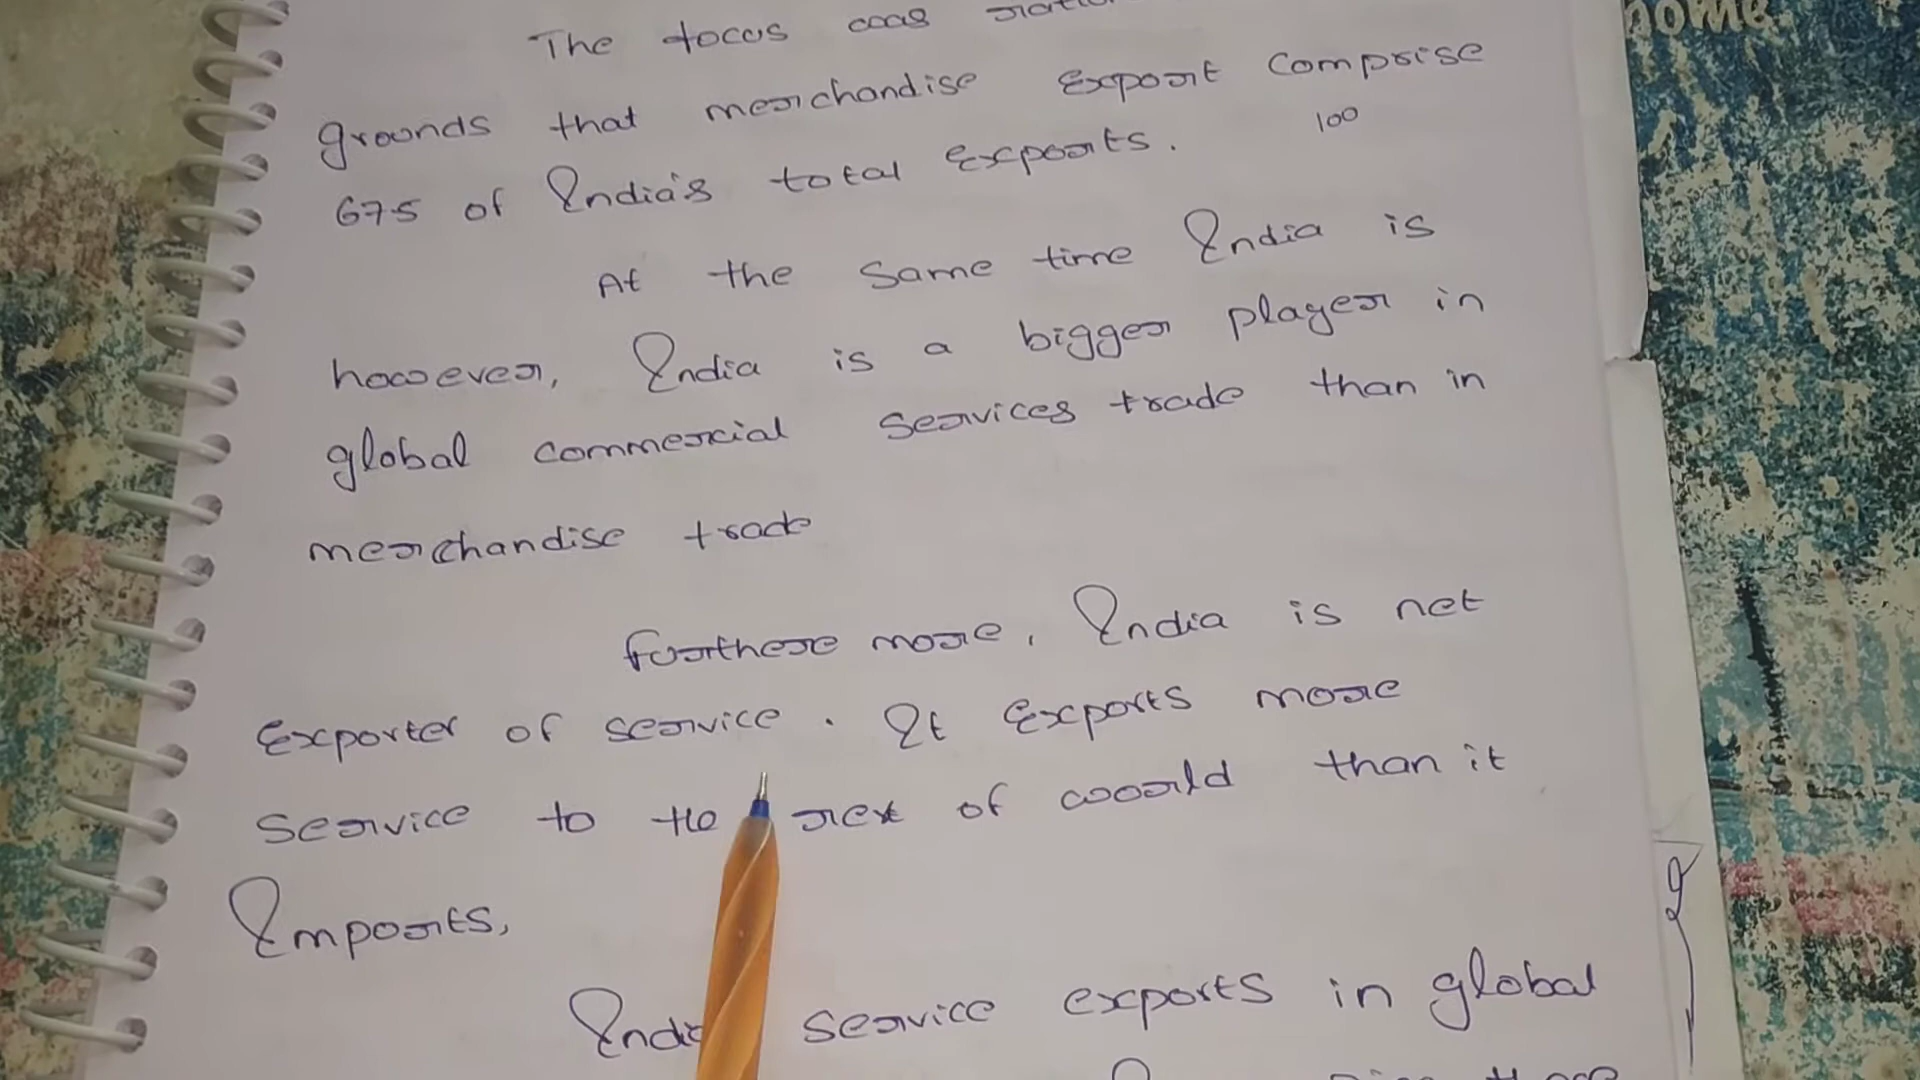 home.
The focus was
grounds that merchandise Export Comprise
675 of India's total Exports. 100
At the Same time India is
however, India is a bigger player in
global commercial Services trade than in
merchandise trade
furthere more, India is net
Exporter of service. It Exports more
Service to the rest of woorld than it
Imports,
India service exports in global